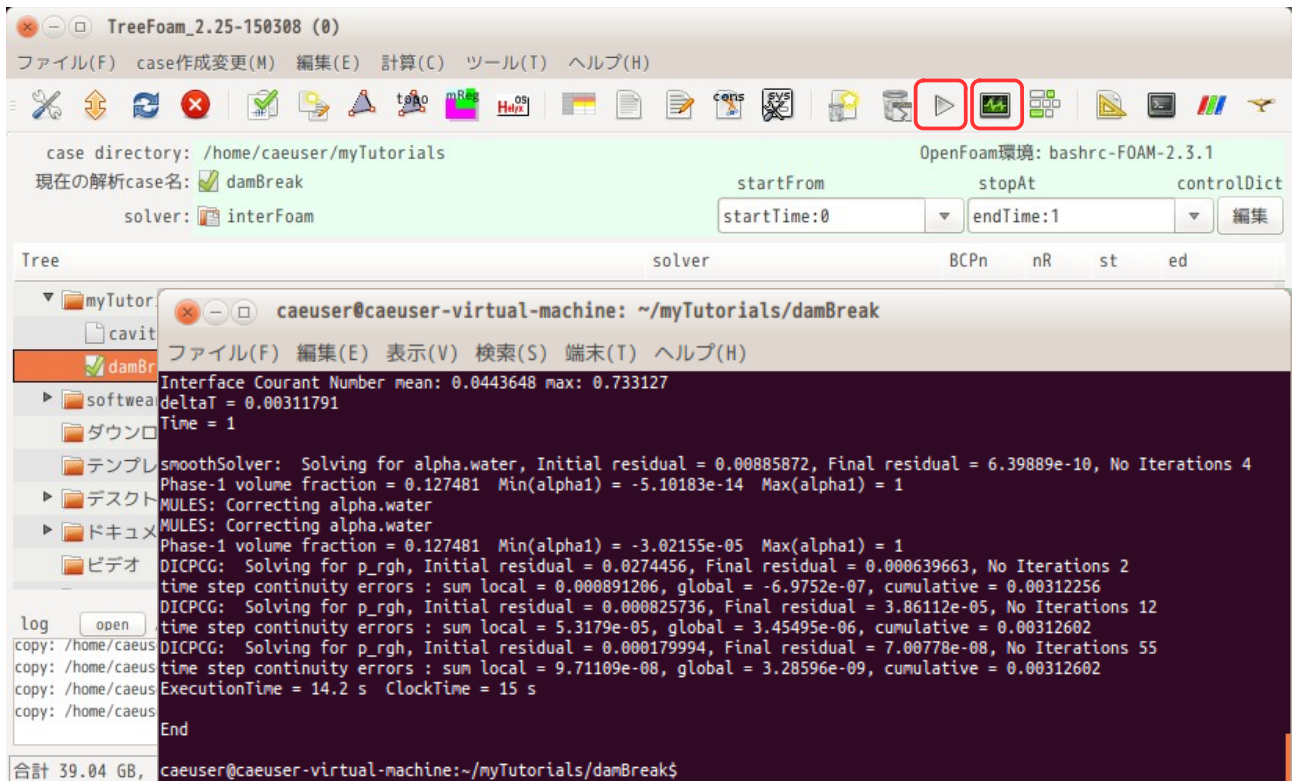 TreeFoam_2.25-150308 (0)
ファイル(F) case作成変更(M) 編集(E) 計算(C) ツール(T) ヘルプ(H)
topo mReg Helyx OS cons sys
case directory: /home/caeuser/myTutorials OpenFoam環境: bashrc-FOAM-2.3.1
現在の解析case名: damBreak startFrom stopAt controlDict
solver: interFoam startTime:0 endTime:1 編集
Tree solver BCPn nR st ed
myTutor
cavit
damBr
softwea
ダウンロ
テンプレ
デスクト
ドキュメ
ビデオ
log open
copy: /home/caeus
copy: /home/caeus
copy: /home/caeus
copy: /home/caeus
合計 39.04 GB,
caeuser@caeuser-virtual-machine: ~/myTutorials/damBreak
ファイル(F) 編集(E) 表示(V) 検索(S) 端末(T) ヘルプ(H)
Interface Courant Number mean: 0.0443648 max: 0.733127
deltaT = 0.00311791
Time = 1
smoothSolver:  Solving for alpha.water, Initial residual = 0.00885872, Final residual = 6.39889e-10, No Iterations 4
Phase-1 volume fraction = 0.127481  Min(alpha1) = -5.10183e-14  Max(alpha1) = 1
MULES: Correcting alpha.water
MULES: Correcting alpha.water
Phase-1 volume fraction = 0.127481  Min(alpha1) = -3.02155e-05  Max(alpha1) = 1
DICPCG:  Solving for p_rgh, Initial residual = 0.0274456, Final residual = 0.000639663, No Iterations 2
time step continuity errors : sum local = 0.000891206, global = -6.9752e-07, cumulative = 0.00312256
DICPCG:  Solving for p_rgh, Initial residual = 0.000825736, Final residual = 3.86112e-05, No Iterations 12
time step continuity errors : sum local = 5.3179e-05, global = 3.45495e-06, cumulative = 0.00312602
DICPCG:  Solving for p_rgh, Initial residual = 0.000179994, Final residual = 7.00778e-08, No Iterations 55
time step continuity errors : sum local = 9.71109e-08, global = 3.28596e-09, cumulative = 0.00312602
ExecutionTime = 14.2 s  ClockTime = 15 s
End
caeuser@caeuser-virtual-machine:~/myTutorials/damBreak$